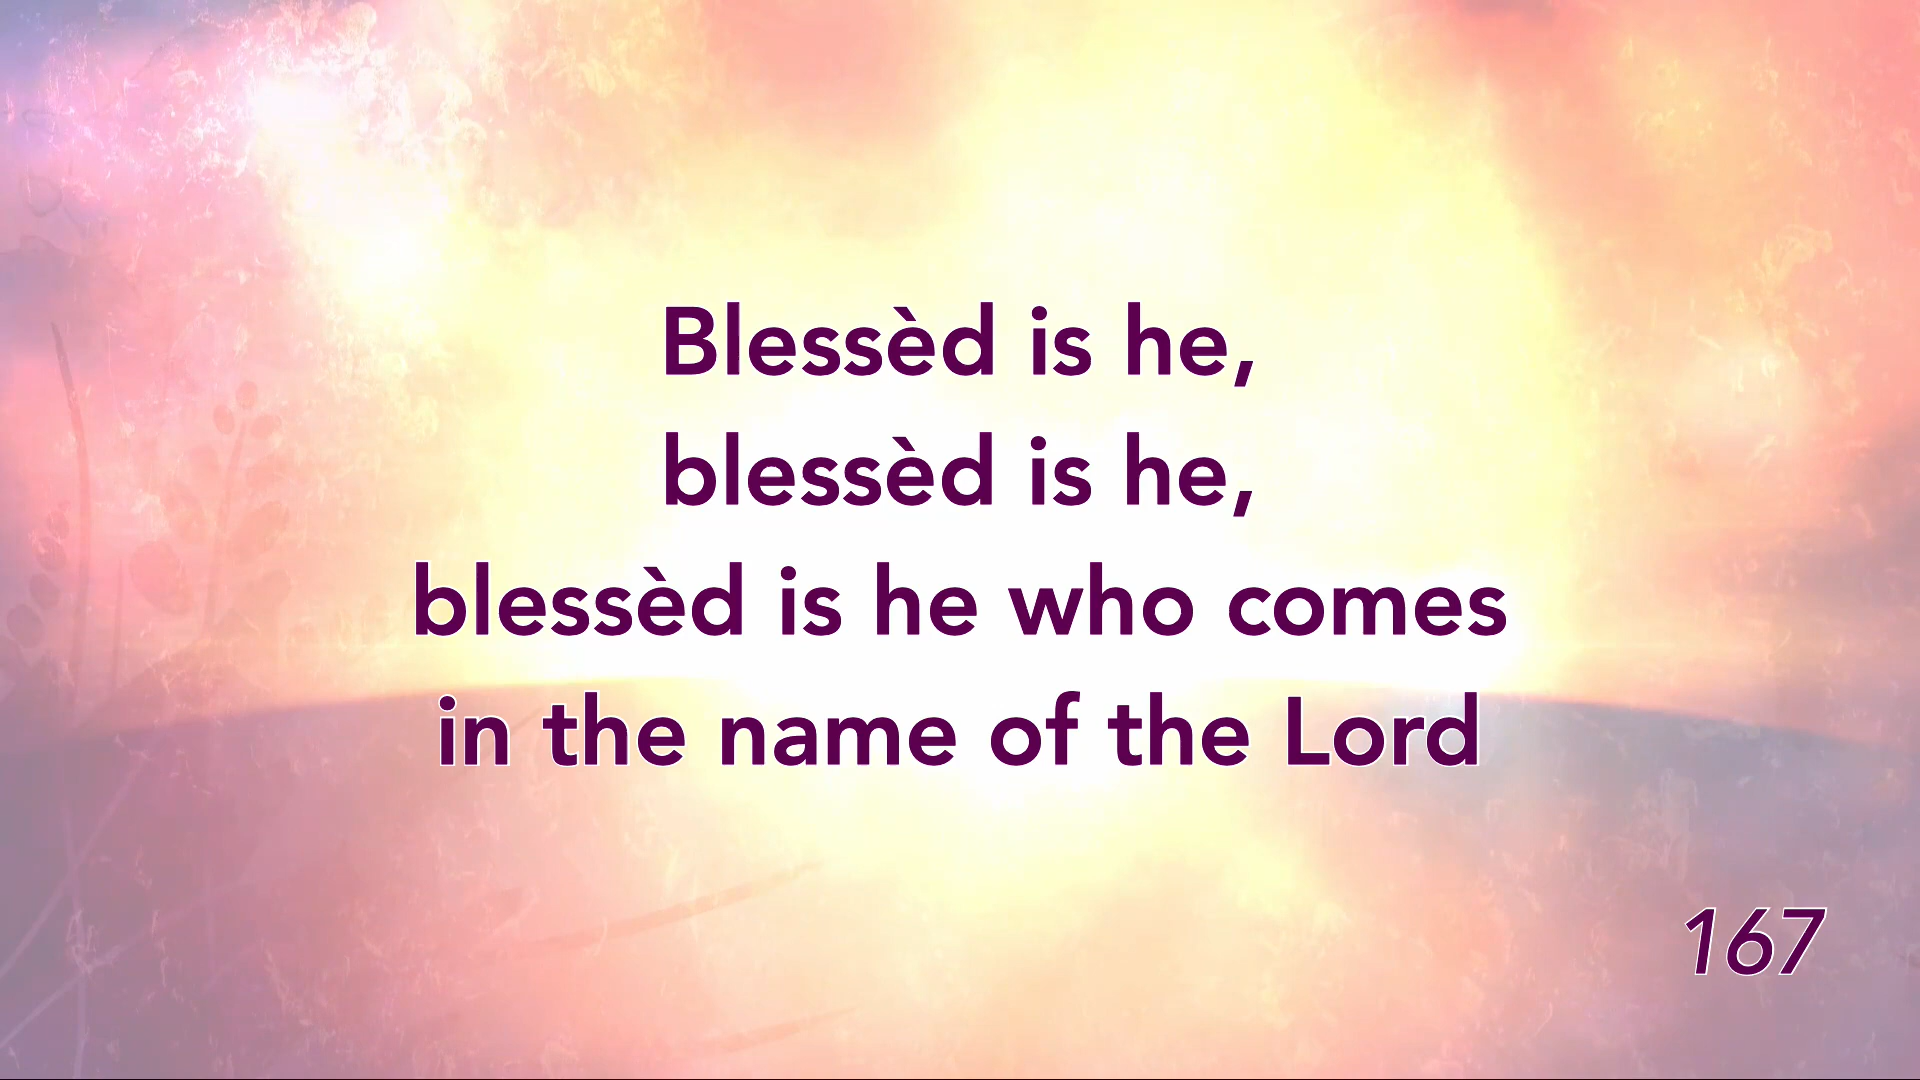 Blessèd is he,
blessèd is he,
blessèd is he who comes
in the name of the Lord
167